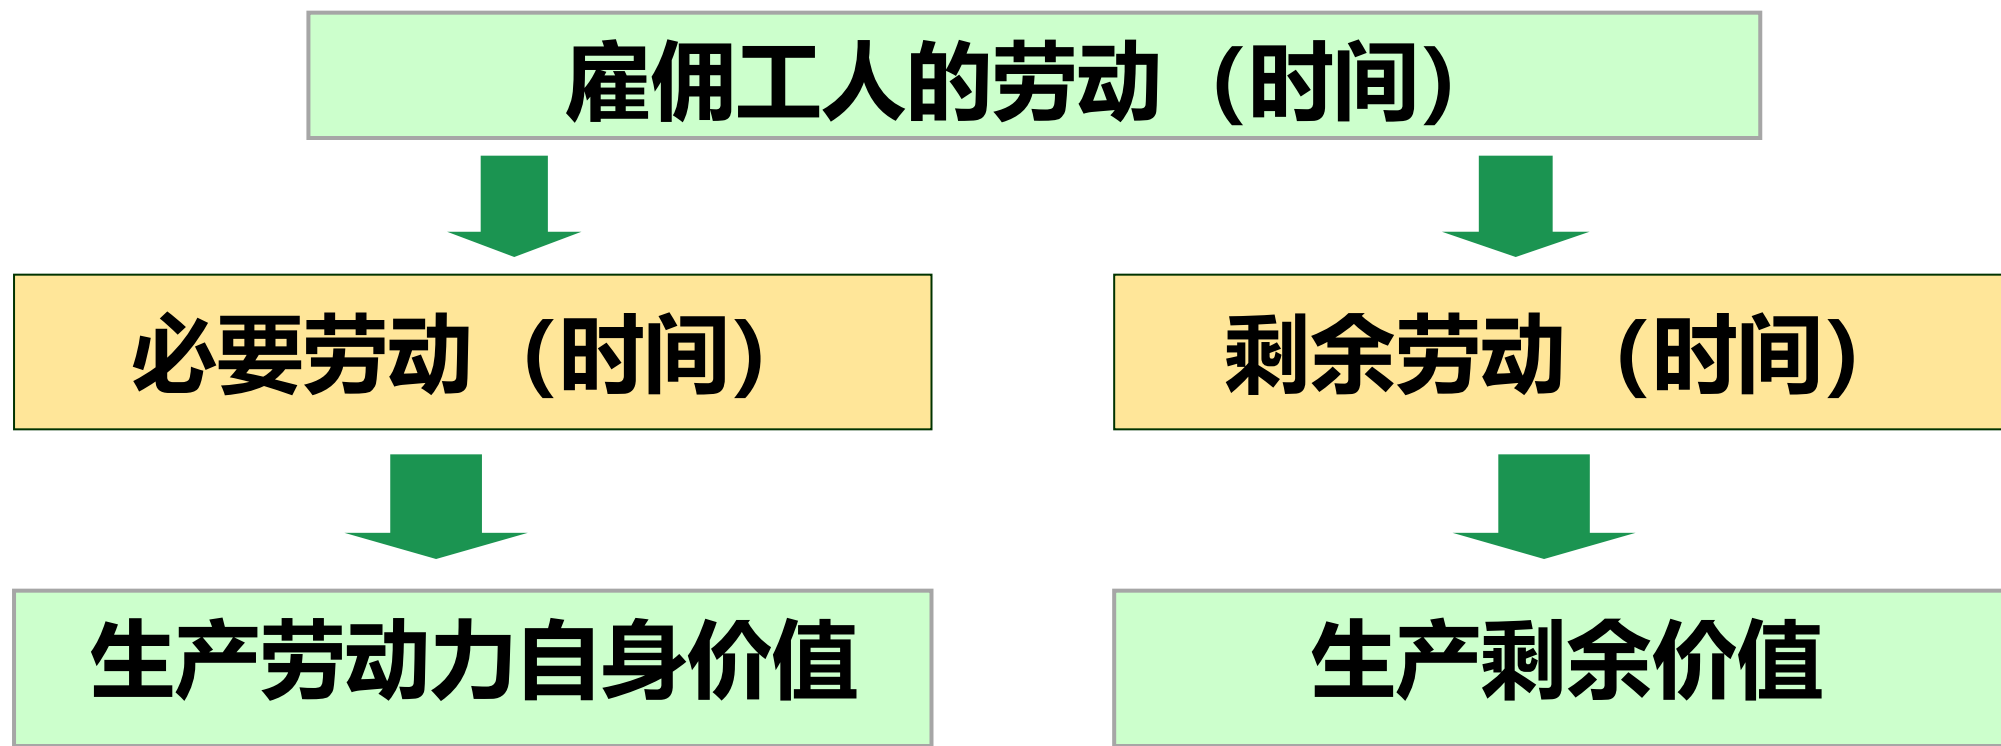 雇佣工人的劳动（时间）
必要劳动（时间）
剩余劳动（时间）
生产劳动力自身价值
生产剩余价值